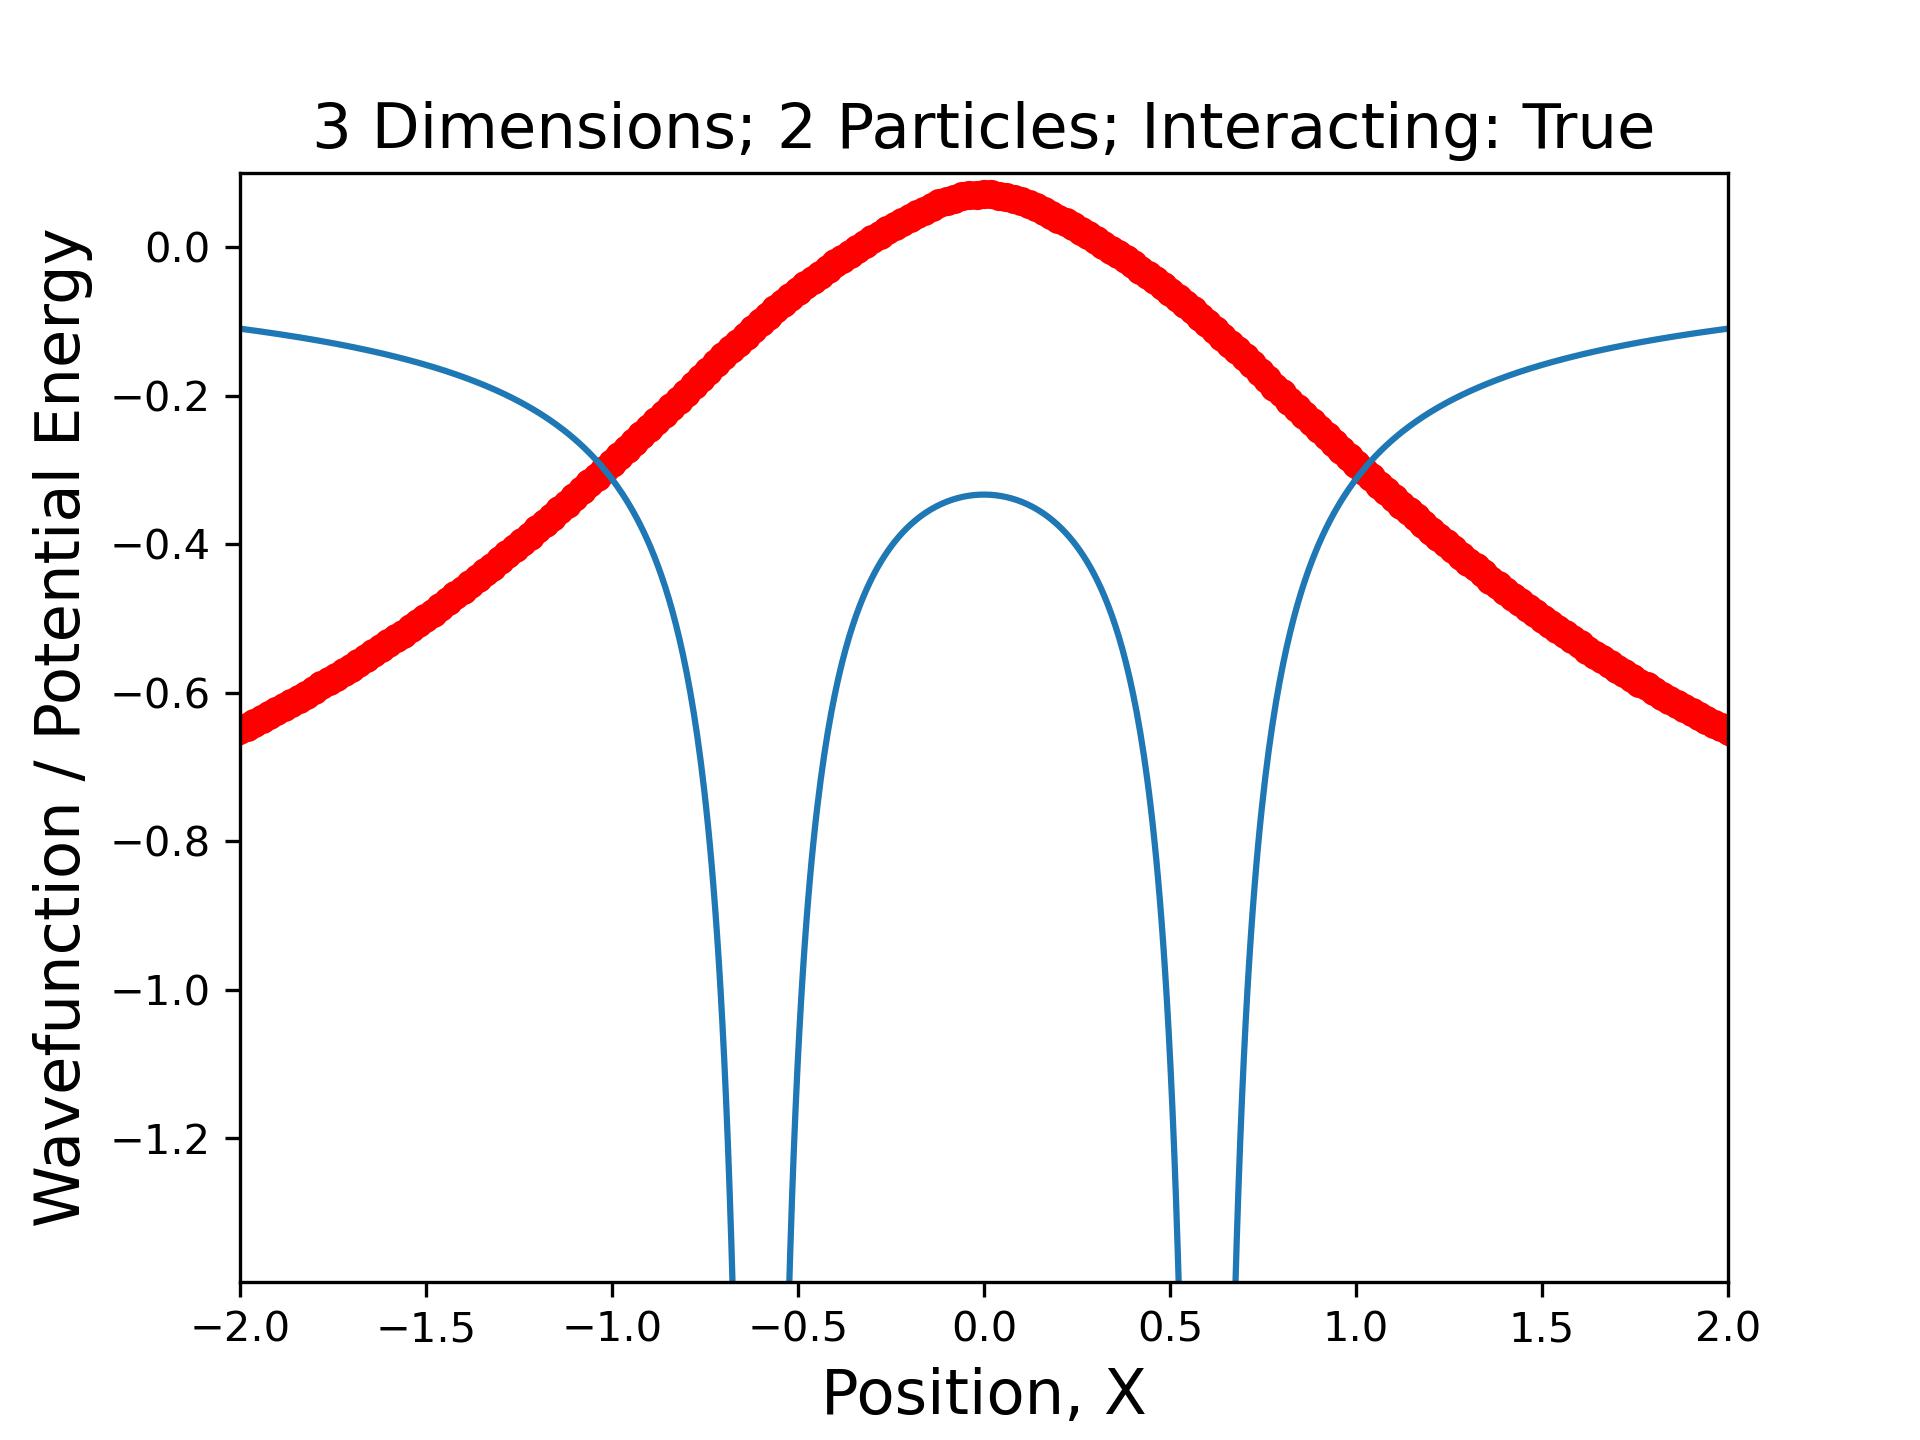 3 Dimensions; 2 Particles; Interacting: True
Wavefunction / Potential Energy
0.0
−0.2
−0.4
−0.6
−0.8
−1.0
−1.2
−2.0 −1.5 −1.0 −0.5 0.0 0.5 1.0 1.5 2.0
Position, X